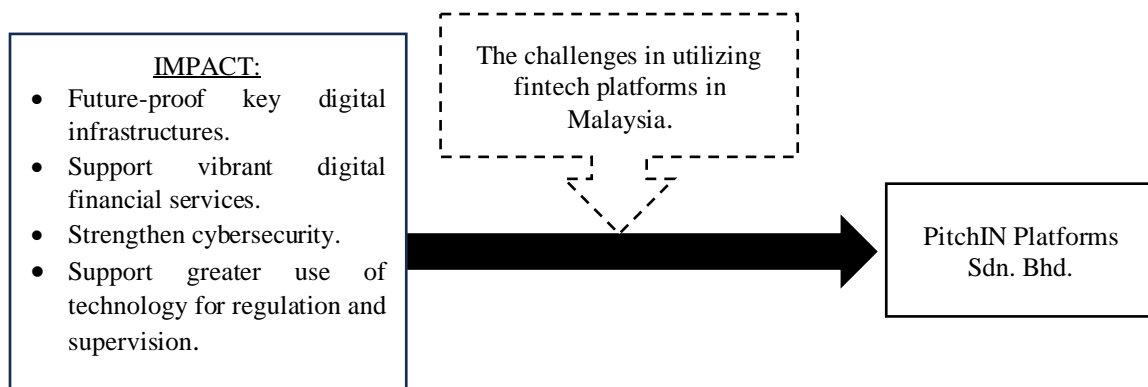 IMPACT:
• Future-proof key digital
infrastructures.
• Support vibrant digital
financial services.
• Strengthen cybersecurity.
• Support greater use of
technology for regulation and
supervision.
The challenges in utilizing
fintech platforms in
Malaysia.
PitchIN Platforms
Sdn. Bhd.